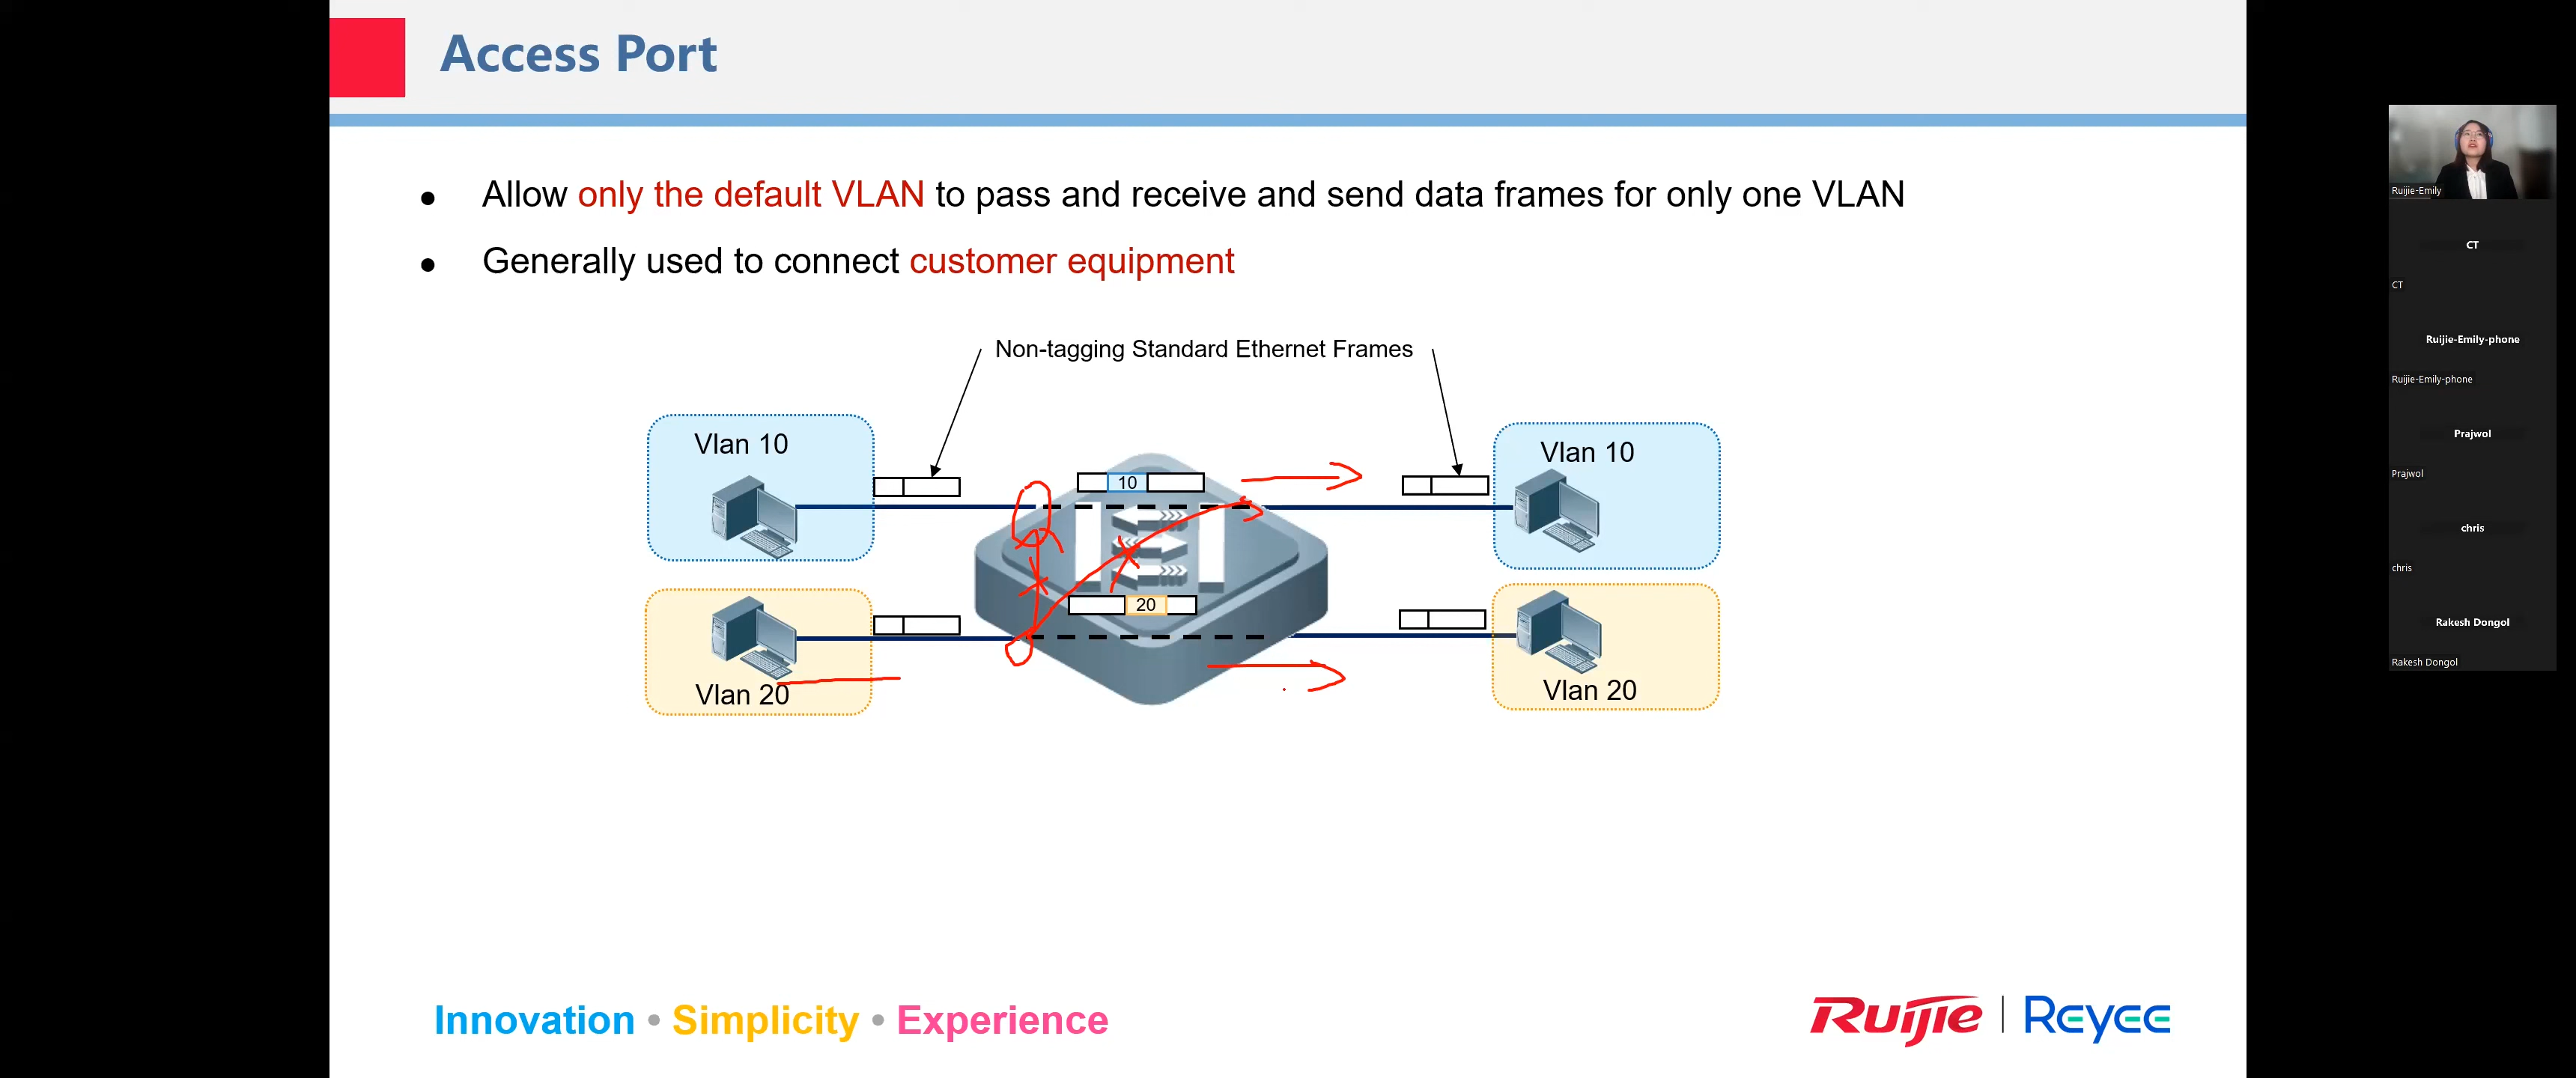 Access Port
Allow only the default VLAN to pass and receive and send data frames for only one VLAN
Generally used to connect customer equipment
Non-tagging Standard Ethernet Frames
Vlan 10
Vlan 10
10
20
Vlan 20
Vlan 20
Innovation • Simplicity • Experience
Ruijie | Reyee
Ruijie-Emily
CT
CT
Ruijie-Emily-phone
Ruijie-Emily-phone
Prajwol
Prajwol
chris
chris
Rakesh Dongol
Rakesh Dongol